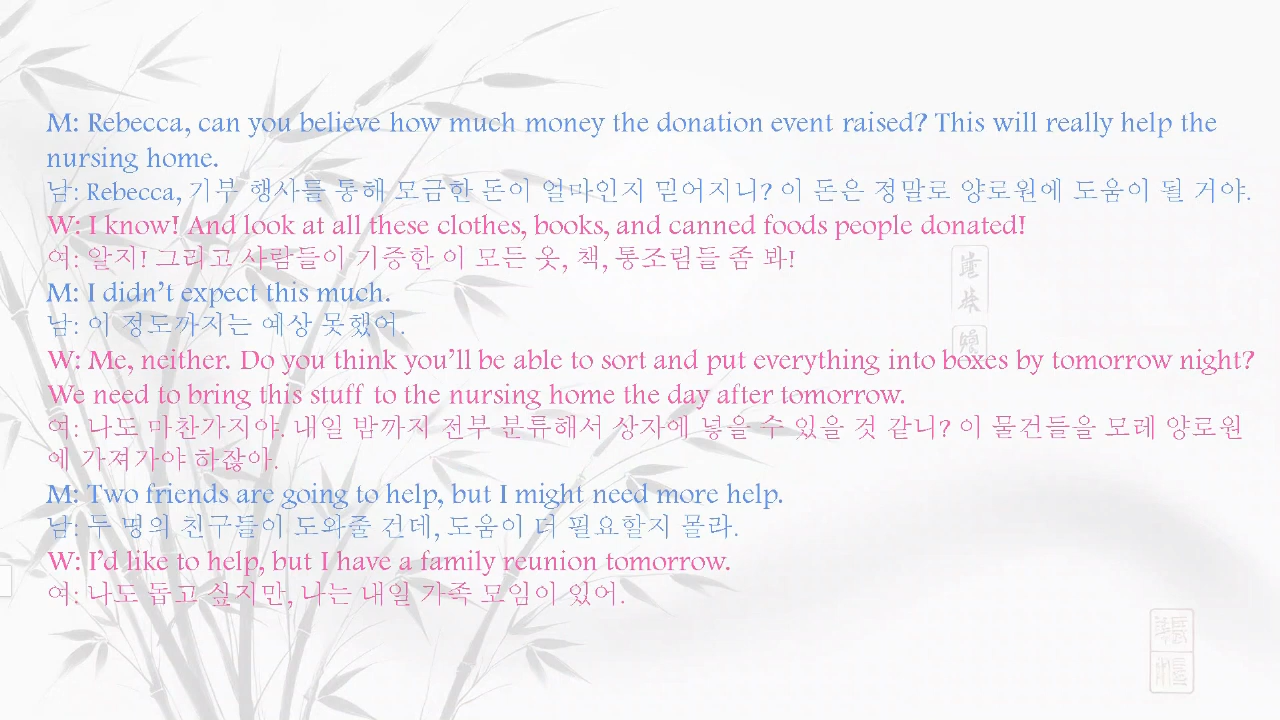 M: Rebecca, can you believe how much money the donation event raised? This will really help the
nursing home.
남: Rebecca, 기부 행사를 통해 모금한 돈이 얼마인지 믿어지니? 이 돈은 정말로 양로원에 도움이 될 거야.
W: I know! And look at all these clothes, books, and canned foods people donated!
여: 알지! 그리고 사람들이 기증한 이 모든 옷, 책, 통조림들 좀 봐!
M: I didn’t expect this much.
남: 이 정도까지는 예상 못했어.
W: Me, neither. Do you think you’ll be able to sort and put everything into boxes by tomorrow night?
We need to bring this stuff to the nursing home the day after tomorrow.
여: 나도 마찬가지야. 내일 밤까지 전부 분류해서 상자에 넣을 수 있을 것 같니? 이 물건들을 모레 양로원
에 가져가야 하잖아.
M: Two friends are going to help, but I might need more help.
남: 두 명의 친구들이 도와줄 건데, 도움이 더 필요할지 몰라.
W: I’d like to help, but I have a family reunion tomorrow.
여: 나도 돕고 싶지만, 나는 내일 가족 모임이 있어.